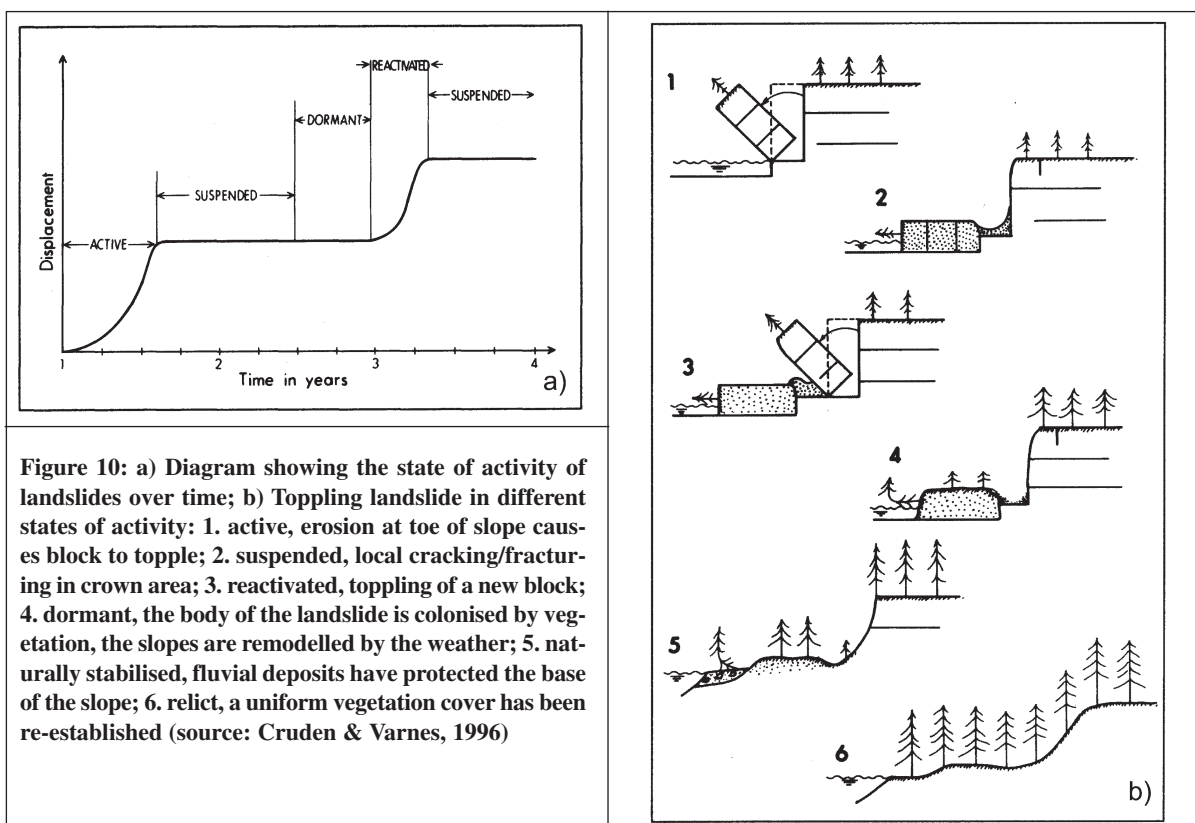 REACTIVATED
SUSPENDED
DORMANT
SUSPENDED
ACTIVE
Displacement
1 2 3 4
Time in years
a)
Figure 10: a) Diagram showing the state of activity of
landslides over time; b) Toppling landslide in different
states of activity: 1. active, erosion at toe of slope caus-
es block to topple; 2. suspended, local cracking/fractur-
ing in crown area; 3. reactivated, toppling of a new block;
4. dormant, the body of the landslide is colonised by veg-
etation, the slopes are remodelled by the weather; 5. nat-
urally stabilised, fluvial deposits have protected the base
of the slope; 6. relict, a uniform vegetation cover has been
re-established (source: Cruden & Varnes, 1996)
1
2
3
4
5
6
b)